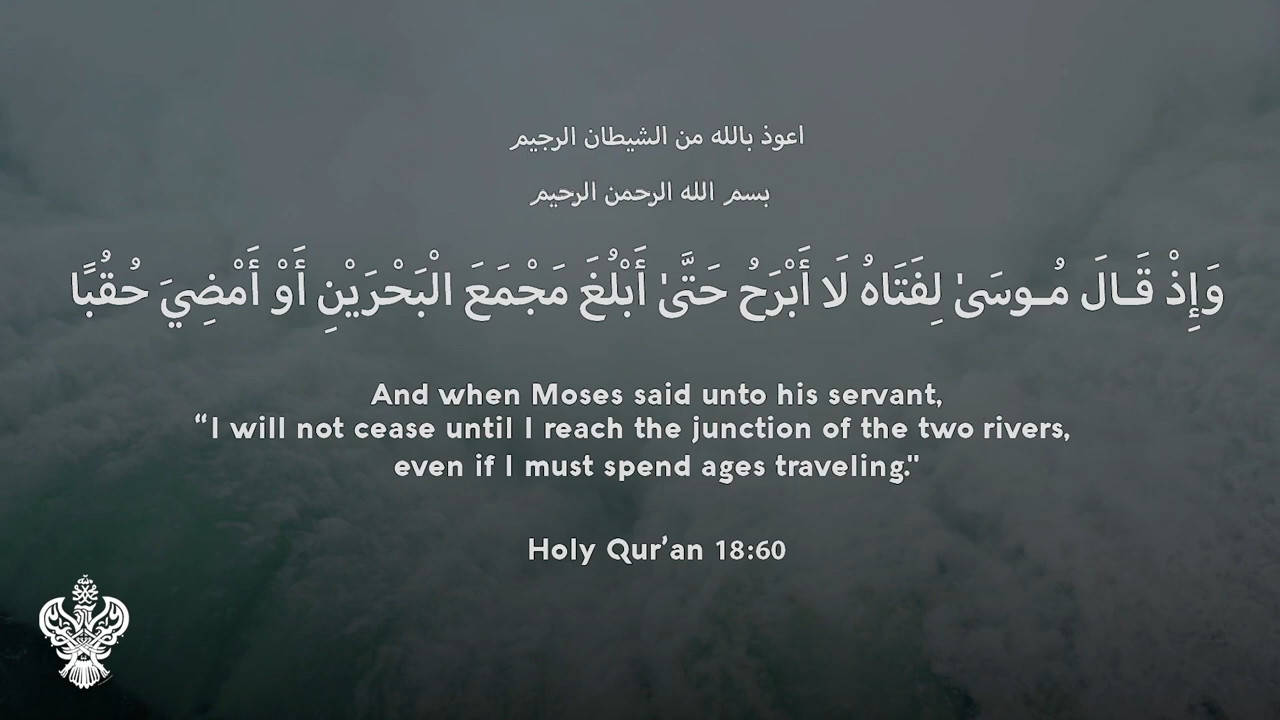 اعوذ بالله من الشيطان الرجيم
بسم الله الرحمن الرحيم
وَإِذْ قَـالَ مُـوسَىٰ لِفَتَاهُ لَا أَبْرَحُ حَتَّىٰ أَبْلُغَ مَجْمَعَ الْبَحْرَيْنِ أَوْ أَمْضِيَ حُقُبًا
And when Moses said unto his servant,
“I will not cease until I reach the junction of the two rivers,
even if I must spend ages traveling."
Holy Qur’an 18:60